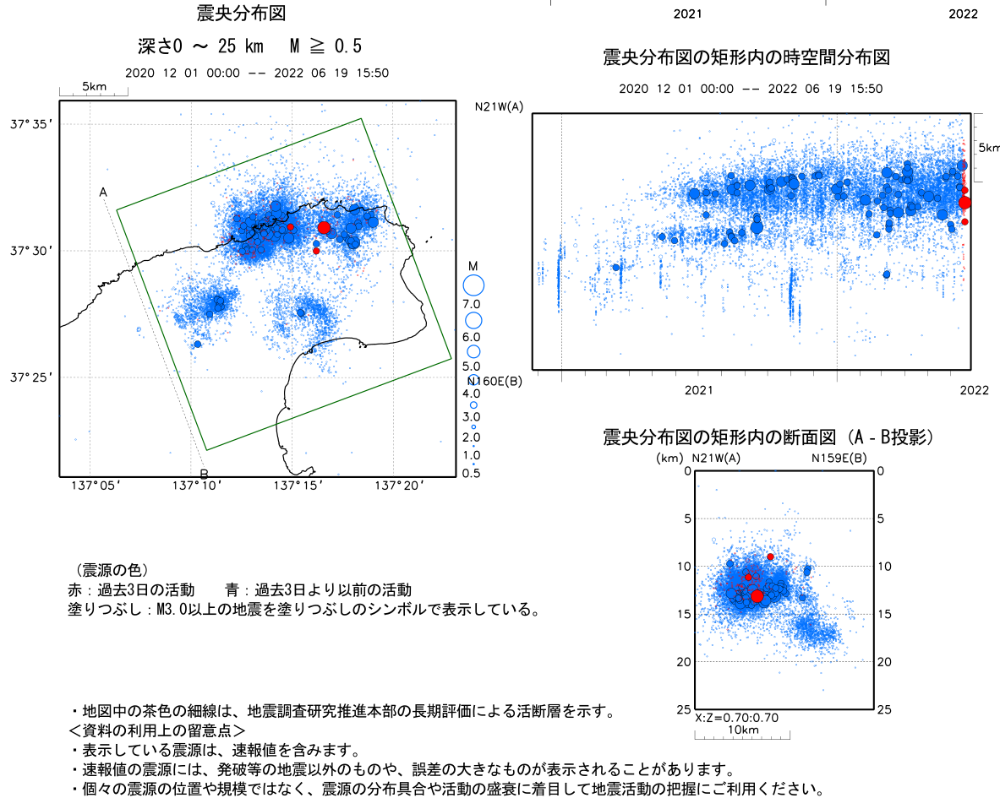 震央分布図
深さ0 ～ 25 km　M ≧ 0.5
2020 12 01 00:00 -- 2022 06 19 15:50
5km
37°35′
37°30′
37°25′
A
B
137°05′
137°10′
137°15′
137°20′
M
7.0
6.0
5.0
4.0
3.0
2.0
1.0
0.5
2021
2022
震央分布図の矩形内の時空間分布図
2020 12 01 00:00 -- 2022 06 19 15:50
N21W(A)
5km
N160E(B)
2021
2022
震央分布図の矩形内の断面図（A - B投影）
(km) N21W(A)
N159E(B)
0
0
5
5
10
10
15
15
20
20
25
25
X:Z=0.70:0.70
10km
（震源の色）
赤：過去3日の活動　　青：過去3日より以前の活動
塗りつぶし：M3.0以上の地震を塗りつぶしのシンボルで表示している。
・地図中の茶色の細線は、地震調査研究推進本部の長期評価による活断層を示す。
＜資料の利用上の留意点＞
・表示している震源は、速報値を含みます。
・速報値の震源には、発破等の地震以外のものや、誤差の大きなものが表示されることがあります。
・個々の震源の位置や規模ではなく、震源の分布具合や活動の盛衰に着目して地震活動の把握にご利用ください。